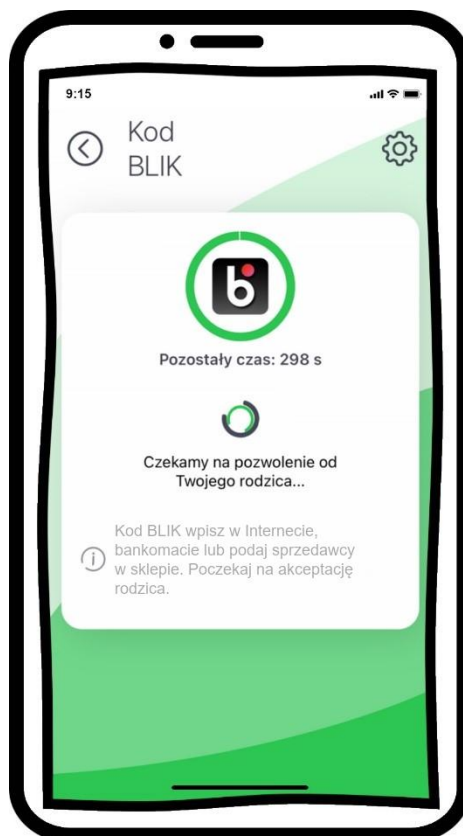 9:15
Kod
BLIK
b
Pozostały czas: 298 s
Czekamy na pozwolenie od
Twojego rodzica...
Kod BLIK wpisz w Internecie,
bankomacie lub podaj sprzedawcy
w sklepie. Poczekaj na akceptację
rodzica.